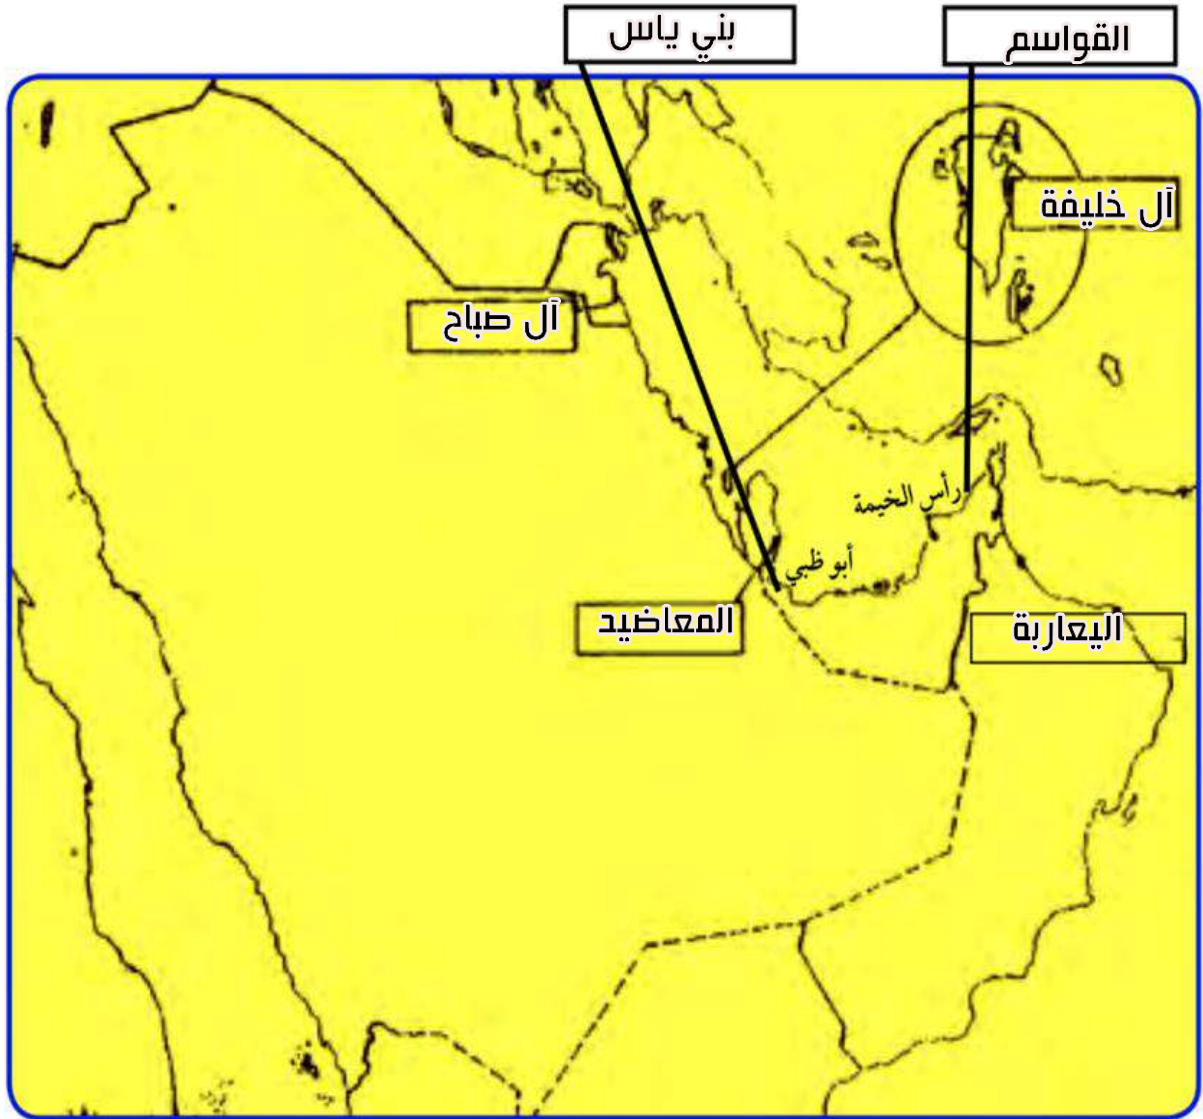 بني ياس
القواسم
آل خليفة
آل صباح
رأس الخيمة
أبو ظبي
المعاضيد
اليعاربة